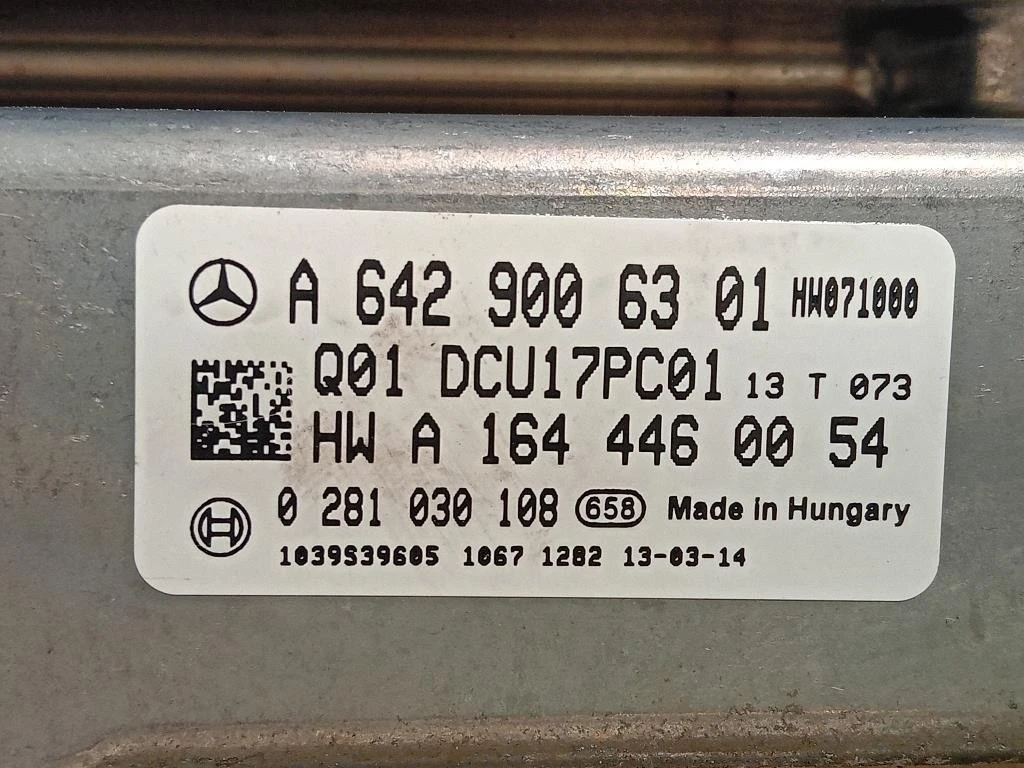 A 642 900 63 01 HW071000
Q01 DCU17PC01 13 T 073
HW A 164 446 00 54
0 281 030 108 658 Made in Hungary
1039S39605 1067 1282 13-03-14